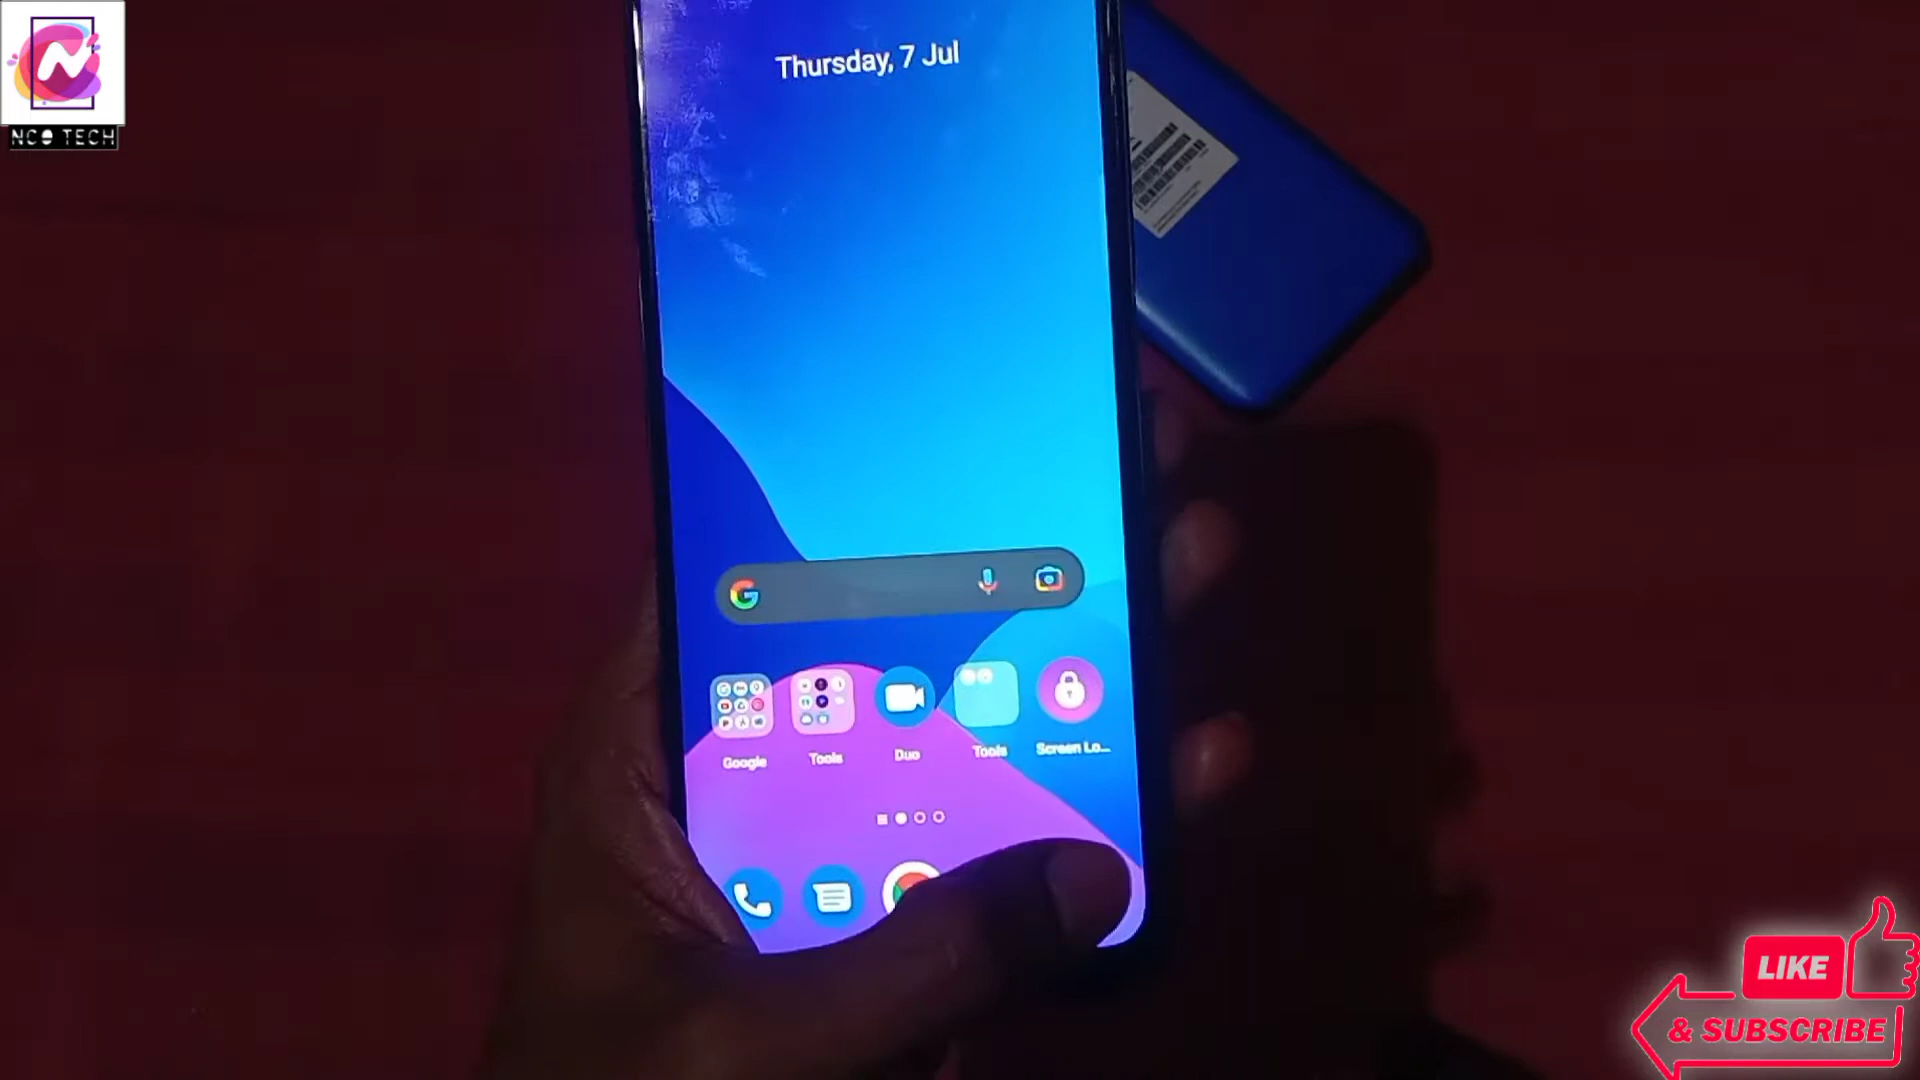 NCO TECH
Thursday, 7 Jul
Google
Tools
Duo
Tools
Screen Lo...
LIKE
& SUBSCRIBE